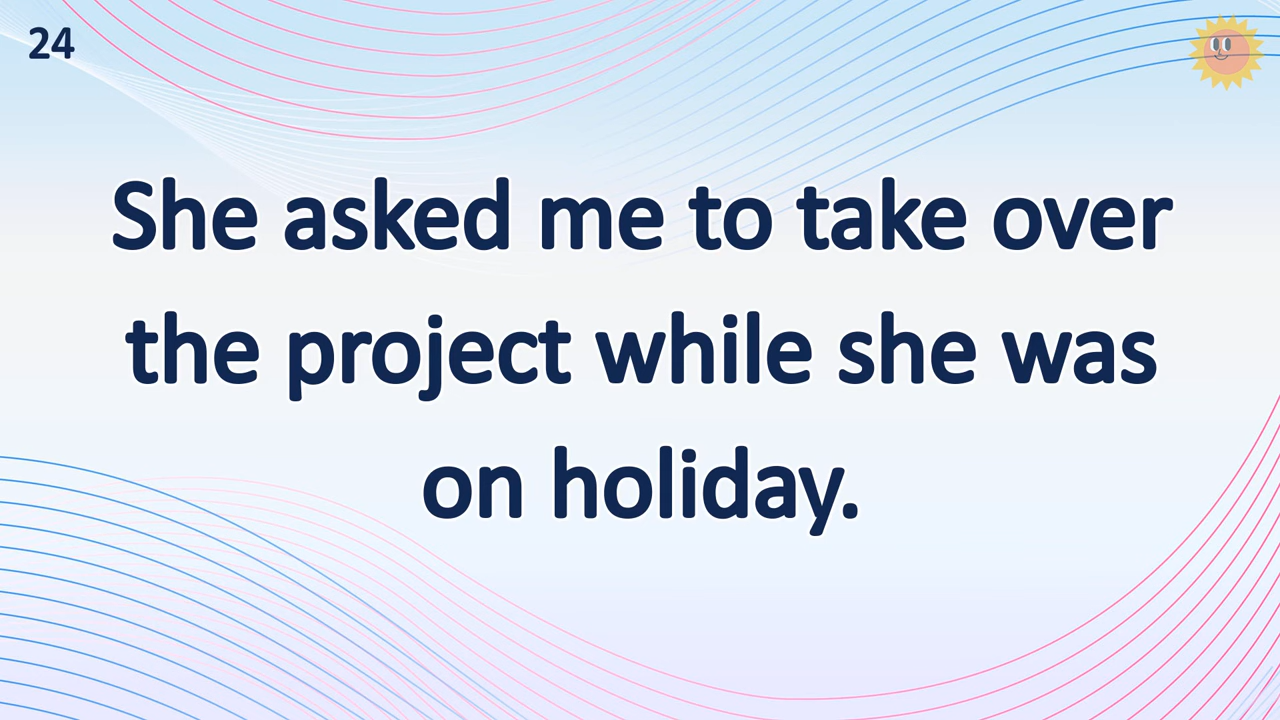 24
She asked me to take over
the project while she was
on holiday.